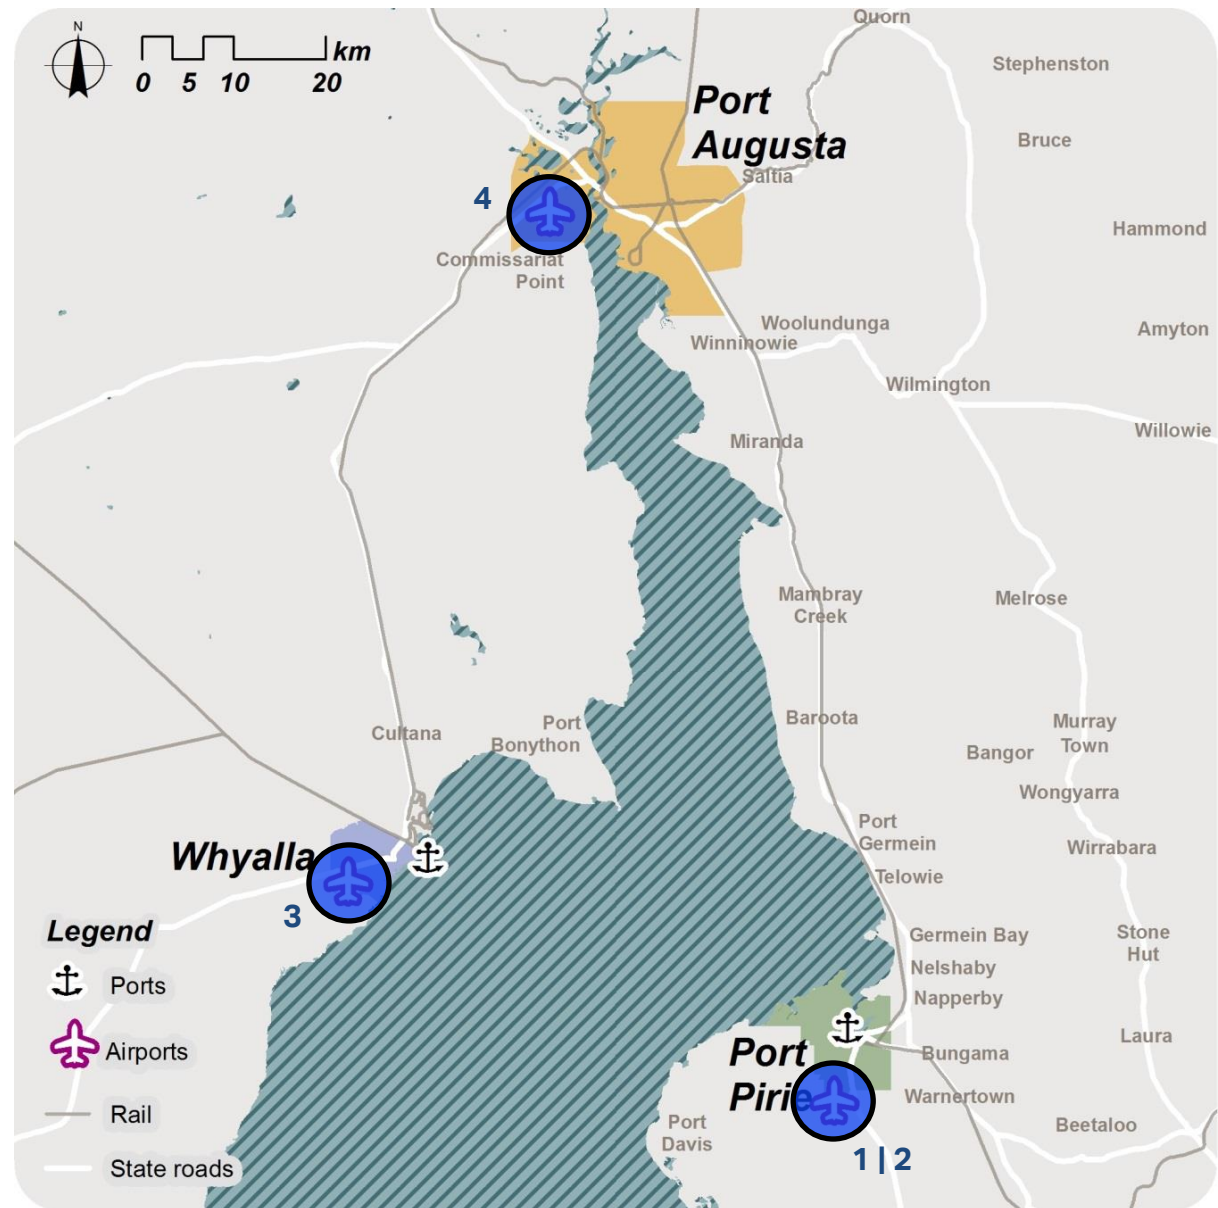 N
km
0 5 10 20
Quorn
Stephenston
Port
Augusta
Bruce
Saltia
4
Hammond
Commissariat
Point
Woolundunga
Amyton
Winninowie
Wilmington
Willowie
Miranda
Mambray
Creek
Melrose
Baroota
Murray
Town
Port
Bonython
Cultana
Bangor
Wongyarra
Port
Germein
Wirrabara
Whyalla
Telowie
3
Germein Bay
Stone
Hut
Nelshaby
Napperby
Laura
Port
Pirie
Bungama
Warnertown
Port
Davis
Beetaloo
1 | 2
Legend
Ports
Airports
Rail
State roads